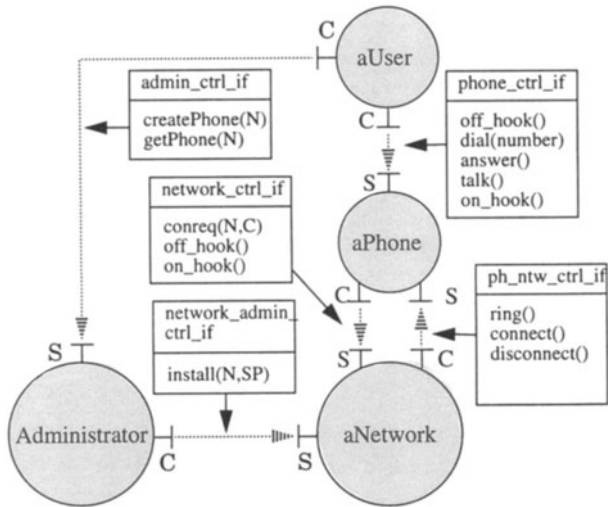 C
aUser
admin_ctrl_if
createPhone(N)
getPhone(N)
phone_ctrl_if
off_hook()
dial(number)
answer()
talk()
on_hook()
C
S
network_ctrl_if
conreq(N,C)
off_hook()
on_hook()
aPhone
C
S
ph_ntw_ctrl_if
ring()
connect()
disconnect()
network_admin_
ctrl_if
install(N,SP)
S
S
C
Administrator
C
S
aNetwork